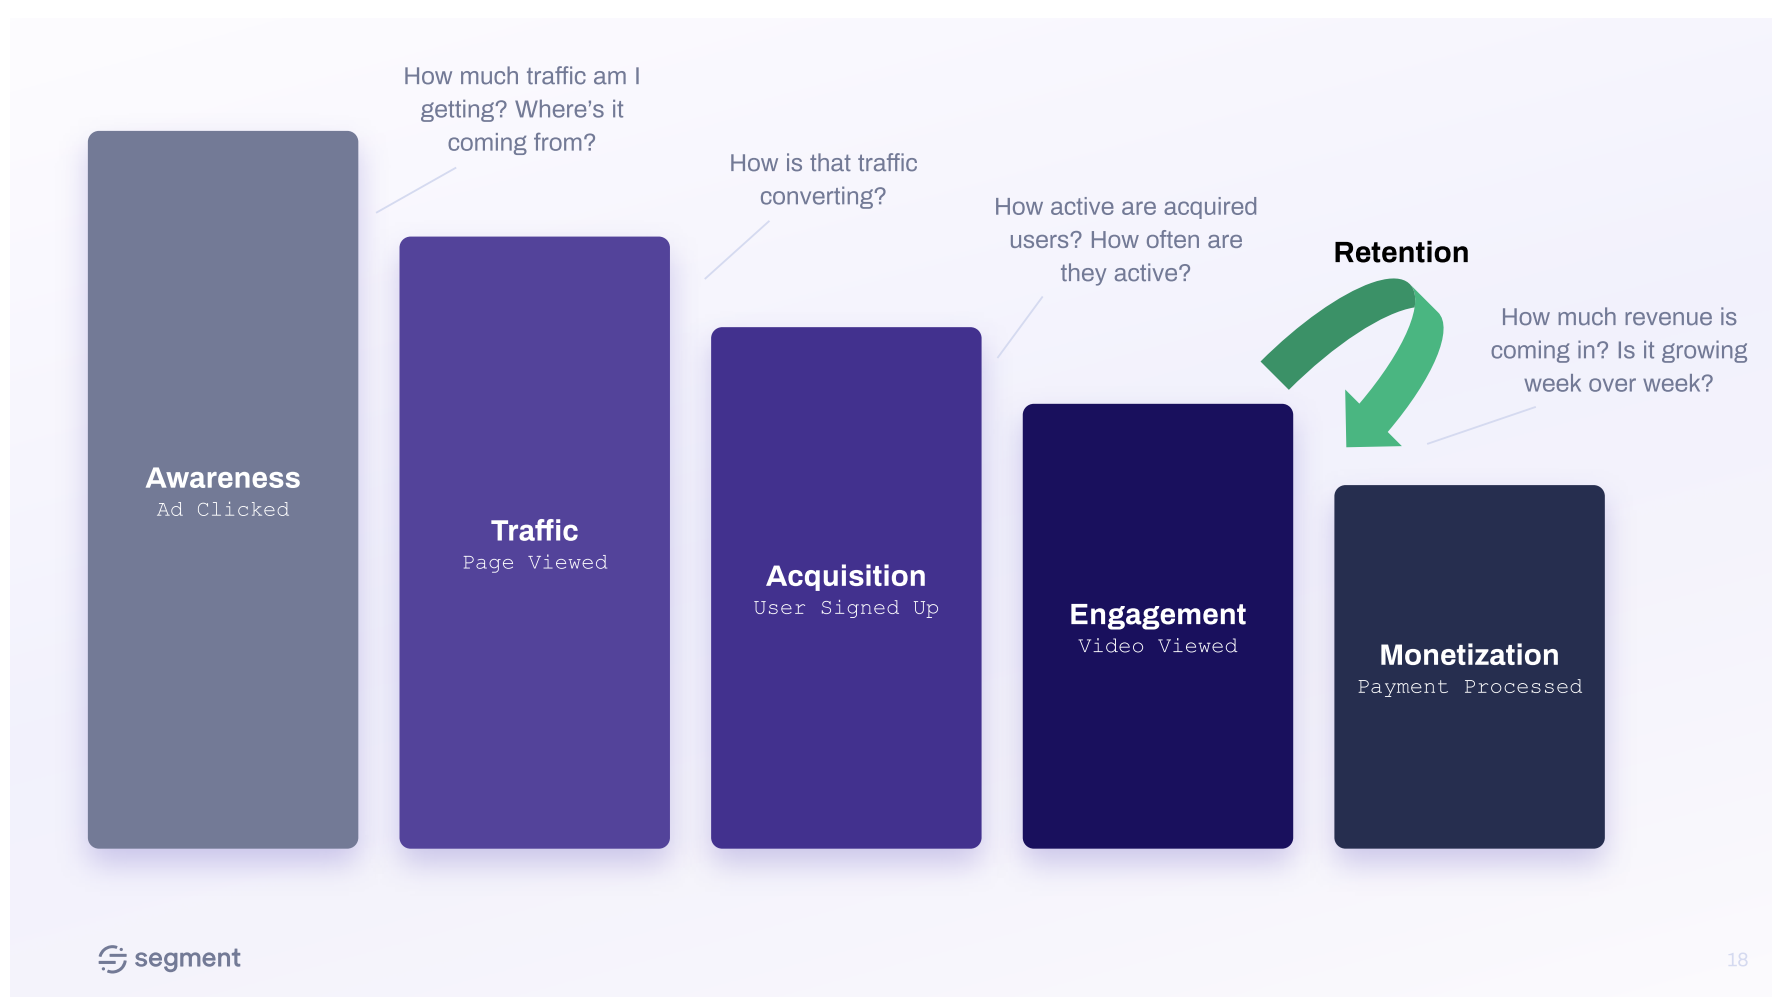 How much traffic am I
getting? Where’s it
coming from?
How is that traffic
converting?
How active are acquired
users? How often are
they active?
Retention
How much revenue is
coming in? Is it growing
week over week?
Awareness
Ad Clicked
Traffic
Page Viewed
Acquisition
User Signed Up
Engagement
Video Viewed
Monetization
Payment Processed
segment
18